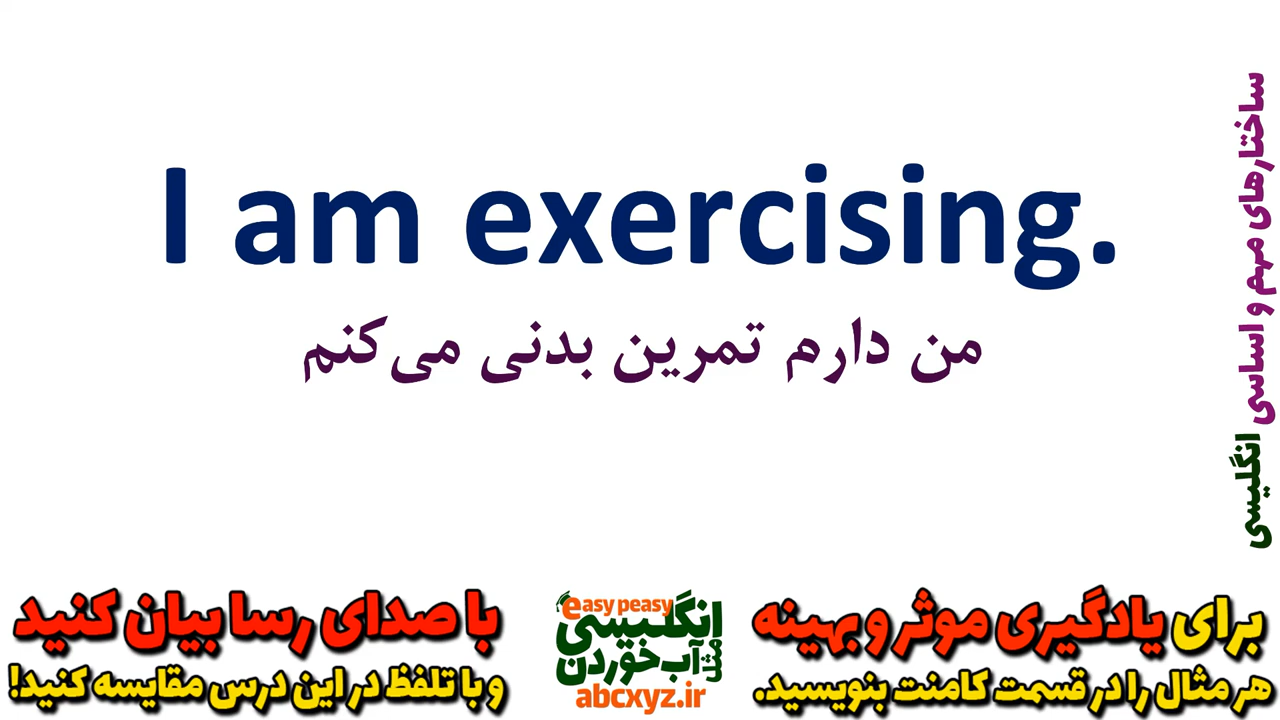 I am exercising.
من دارم تمرین بدنی می‌کنم
ساختارهای مهم و اساسی انگلیسی
برای یادگیری موثر و بهینه
هر مثال را در قسمت کامنت بنویسید.
easy peasy
انگلیسی
مثل آب خوردن
abcxyz.ir
با صدای رسا بیان کنید
و با تلفظ در این درس مقایسه کنید!